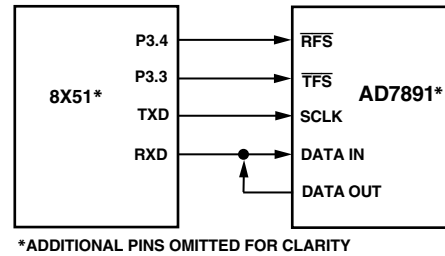 8X51*
P3.4
P3.3
TXD
RXD
AD7891*
RFS
TFS
SCLK
DATA IN
DATA OUT
*ADDITIONAL PINS OMITTED FOR CLARITY